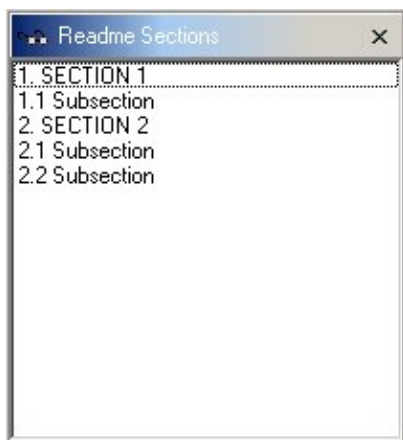 Readme Sections
1. SECTION 1
1.1 Subsection
2. SECTION 2
2.1 Subsection
2.2 Subsection